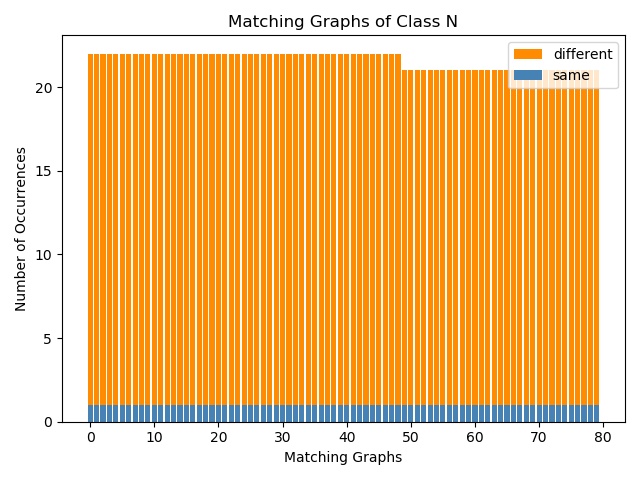 Matching Graphs of Class N
different
same
Number of Occurrences
20
15
10
5
0
0 10 20 30 40 50 60 70 80
Matching Graphs